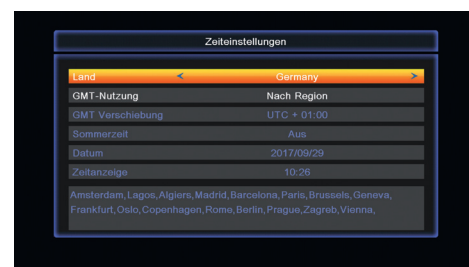 Zeiteinstellungen
Land < Germany >
GMT-Nutzung Nach Region
GMT Verschiebung UTC + 01:00
Sommerzeit Aus
Datum 2017/09/29
Zeitanzeige 10:26
Amsterdam,Lagos,Algiers,Madrid,Barcelona,Paris,Brussels,Geneva,
Frankfurt,Oslo,Copenhagen,Rome,Berlin,Prague,Zagreb,Vienna,